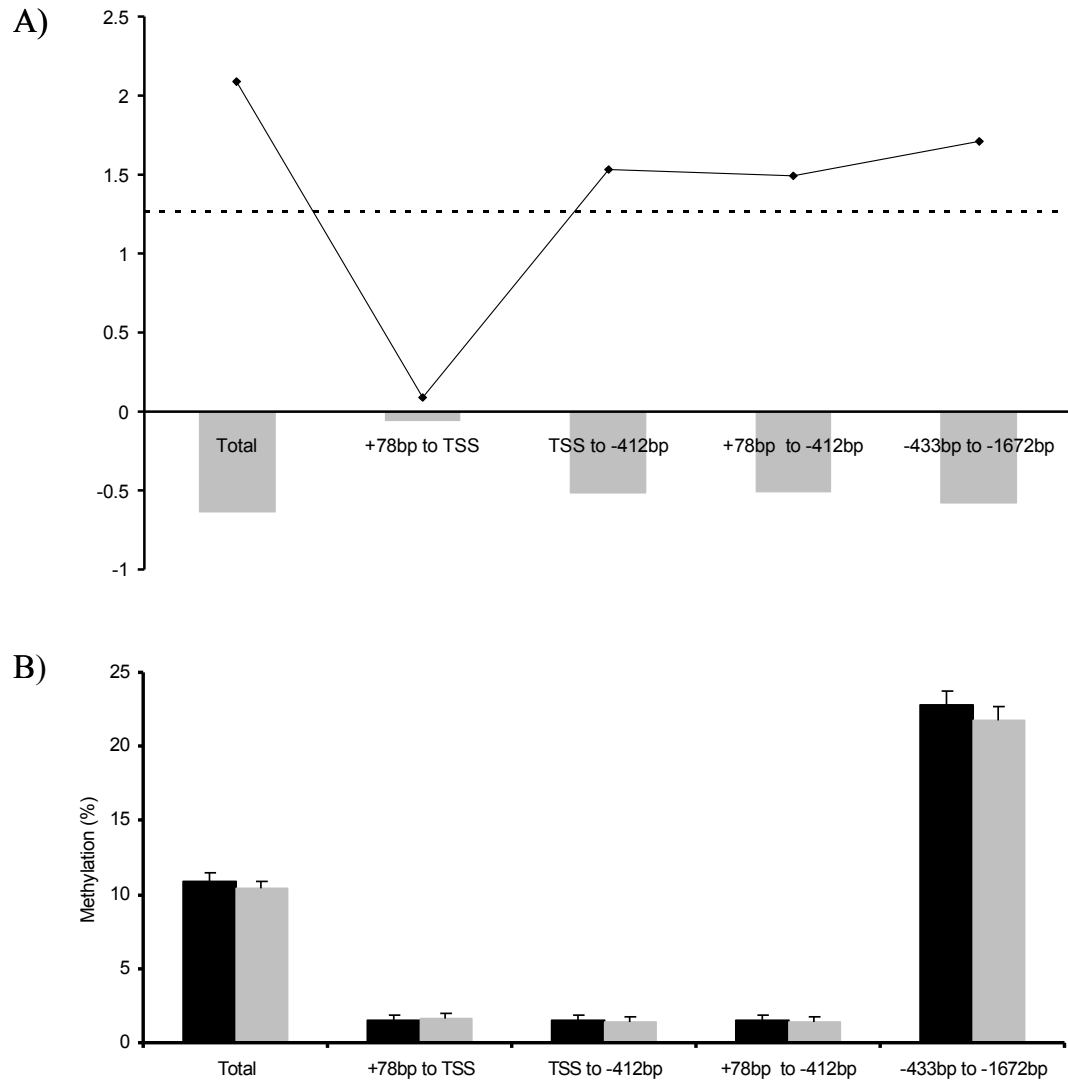 A)
2.5
2
1.5
1
0.5
0
-0.5
-1
Total
+78bp to TSS
TSS to -412bp
+78bp to -412bp
-433bp to -1672bp
B)
Methylation (%)
25
20
15
10
5
0
Total
+78bp to TSS
TSS to -412bp
+78bp to -412bp
-433bp to -1672bp